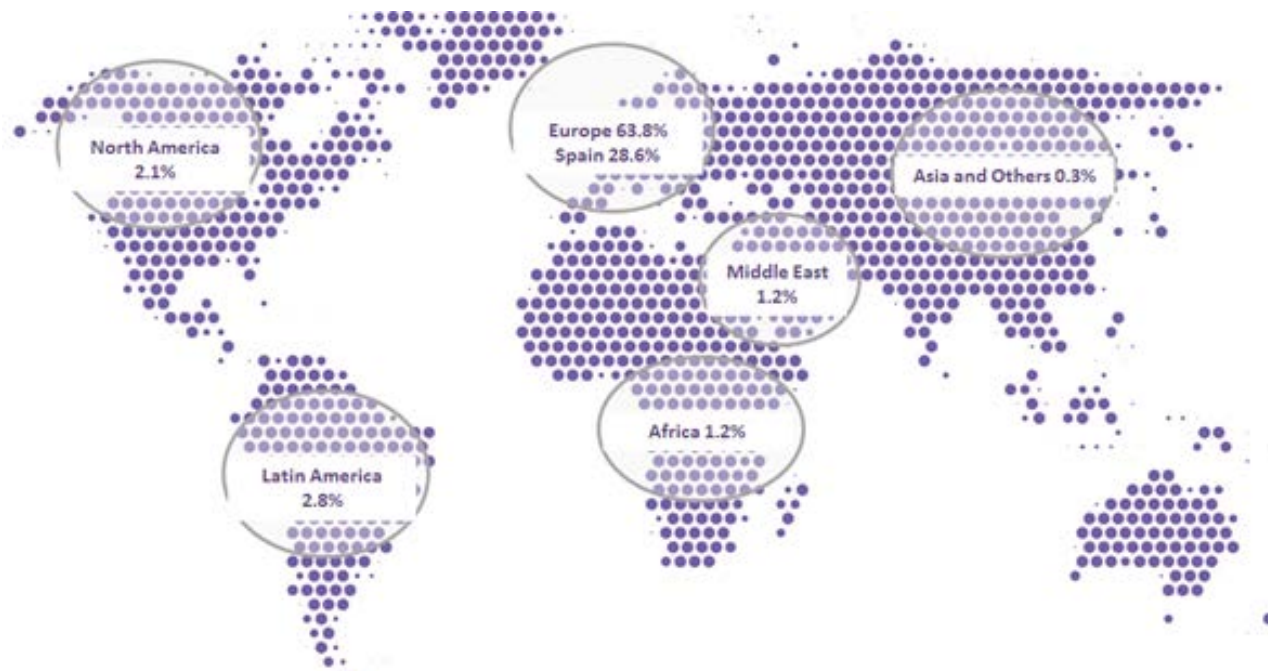 North America
2.1%
Europe 63.8%
Spain 28.6%
Asia and Others 0.3%
Middle East
1.2%
Africa 1.2%
Latin America
2.8%